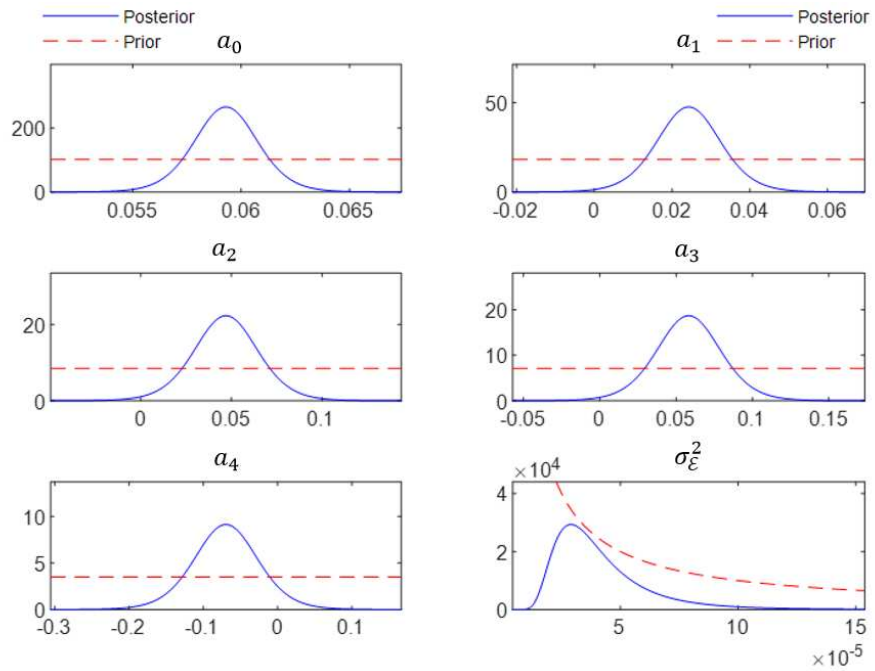 Posterior Posterior
Prior Prior
a₀ a₁
200
0
0.055 0.06 0.065
50
0
-0.02 0 0.02 0.04 0.06
a₂ a₃
20
0
0 0.05 0.1
20
10
0
-0.05 0 0.05 0.1 0.15
a₄ σ_ε^2
10
5
0
-0.3 -0.2 -0.1 0 0.1
×10⁴
4
2
0
5 10 15
×10⁻⁵